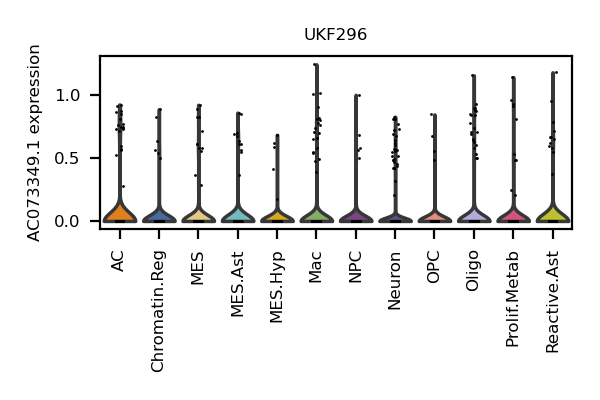 UKF296
AC073349.1 expression
1.0
0.5
0.0
AC
Chromatin.Reg
MES
MES.Ast
MES.Hyp
Mac
NPC
Neuron
OPC
Oligo
Prolif.Metab
Reactive.Ast